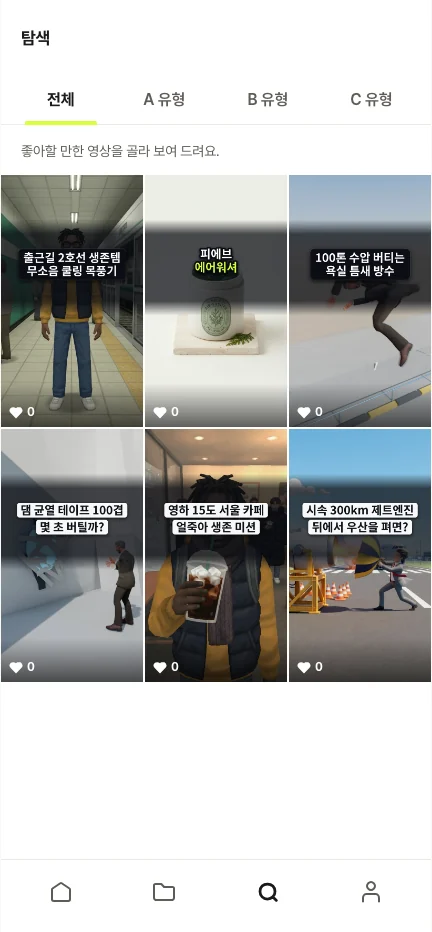 탐색
전체
A 유형
B 유형
C 유형
좋아할 만한 영상을 골라 보여 드려요.
출근길 2호선 생존템
무소음 쿨링 목풍기
피에브
에어워셔
100톤 수압 버티는
욕실 틈새 방수
0
0
0
댐 균열 테이프 100겹
몇 초 버틸까?
영하 15도 서울 카페
얼죽아 생존 미션
시속 300km 제트엔진
뒤에서 우산을 펴면?
0
0
0